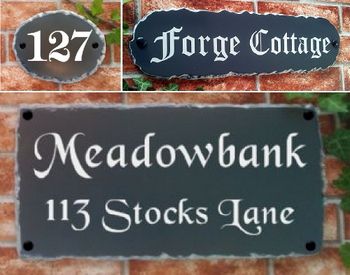 127
Forge Cottage
Meadowbank
113 Stocks Lane